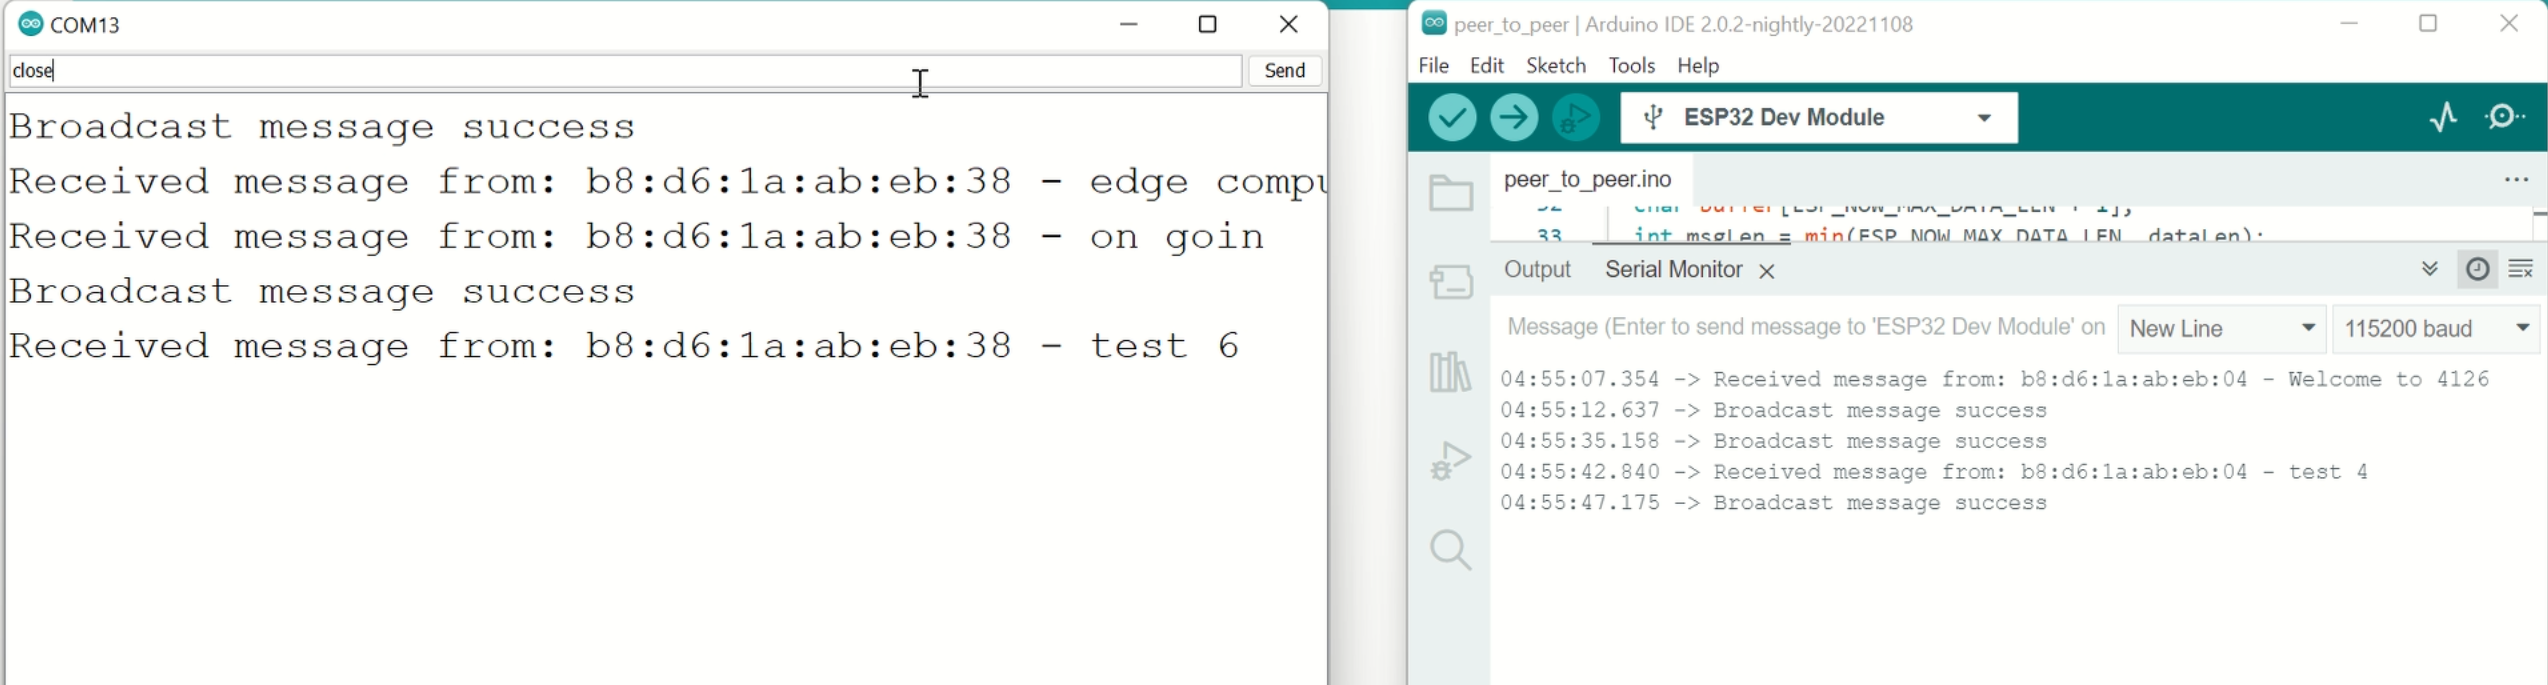 COM13
close
Send
Broadcast message success
Received message from: b8:d6:1a:ab:eb:38 - edge compu
Received message from: b8:d6:1a:ab:eb:38 - on goin
Broadcast message success
Received message from: b8:d6:1a:ab:eb:38 - test 6
peer_to_peer | Arduino IDE 2.0.2-nightly-20221108
File Edit Sketch Tools Help
ESP32 Dev Module
peer_to_peer.ino
32 char buffer[ESP_NOW_MAX_DATA_LEN + 1];
33 int msgLen = min(ESP_NOW_MAX_DATA_LEN, dataLen);
Output Serial Monitor
Message (Enter to send message to 'ESP32 Dev Module' on
New Line
115200 baud
04:55:07.354 -> Received message from: b8:d6:1a:ab:eb:04 - Welcome to 4126
04:55:12.637 -> Broadcast message success
04:55:35.158 -> Broadcast message success
04:55:42.840 -> Received message from: b8:d6:1a:ab:eb:04 - test 4
04:55:47.175 -> Broadcast message success